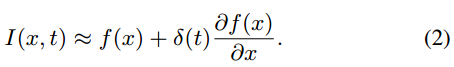 I(x, t) ≈ f(x) + δ(t) ∂f(x)/∂x . (2)